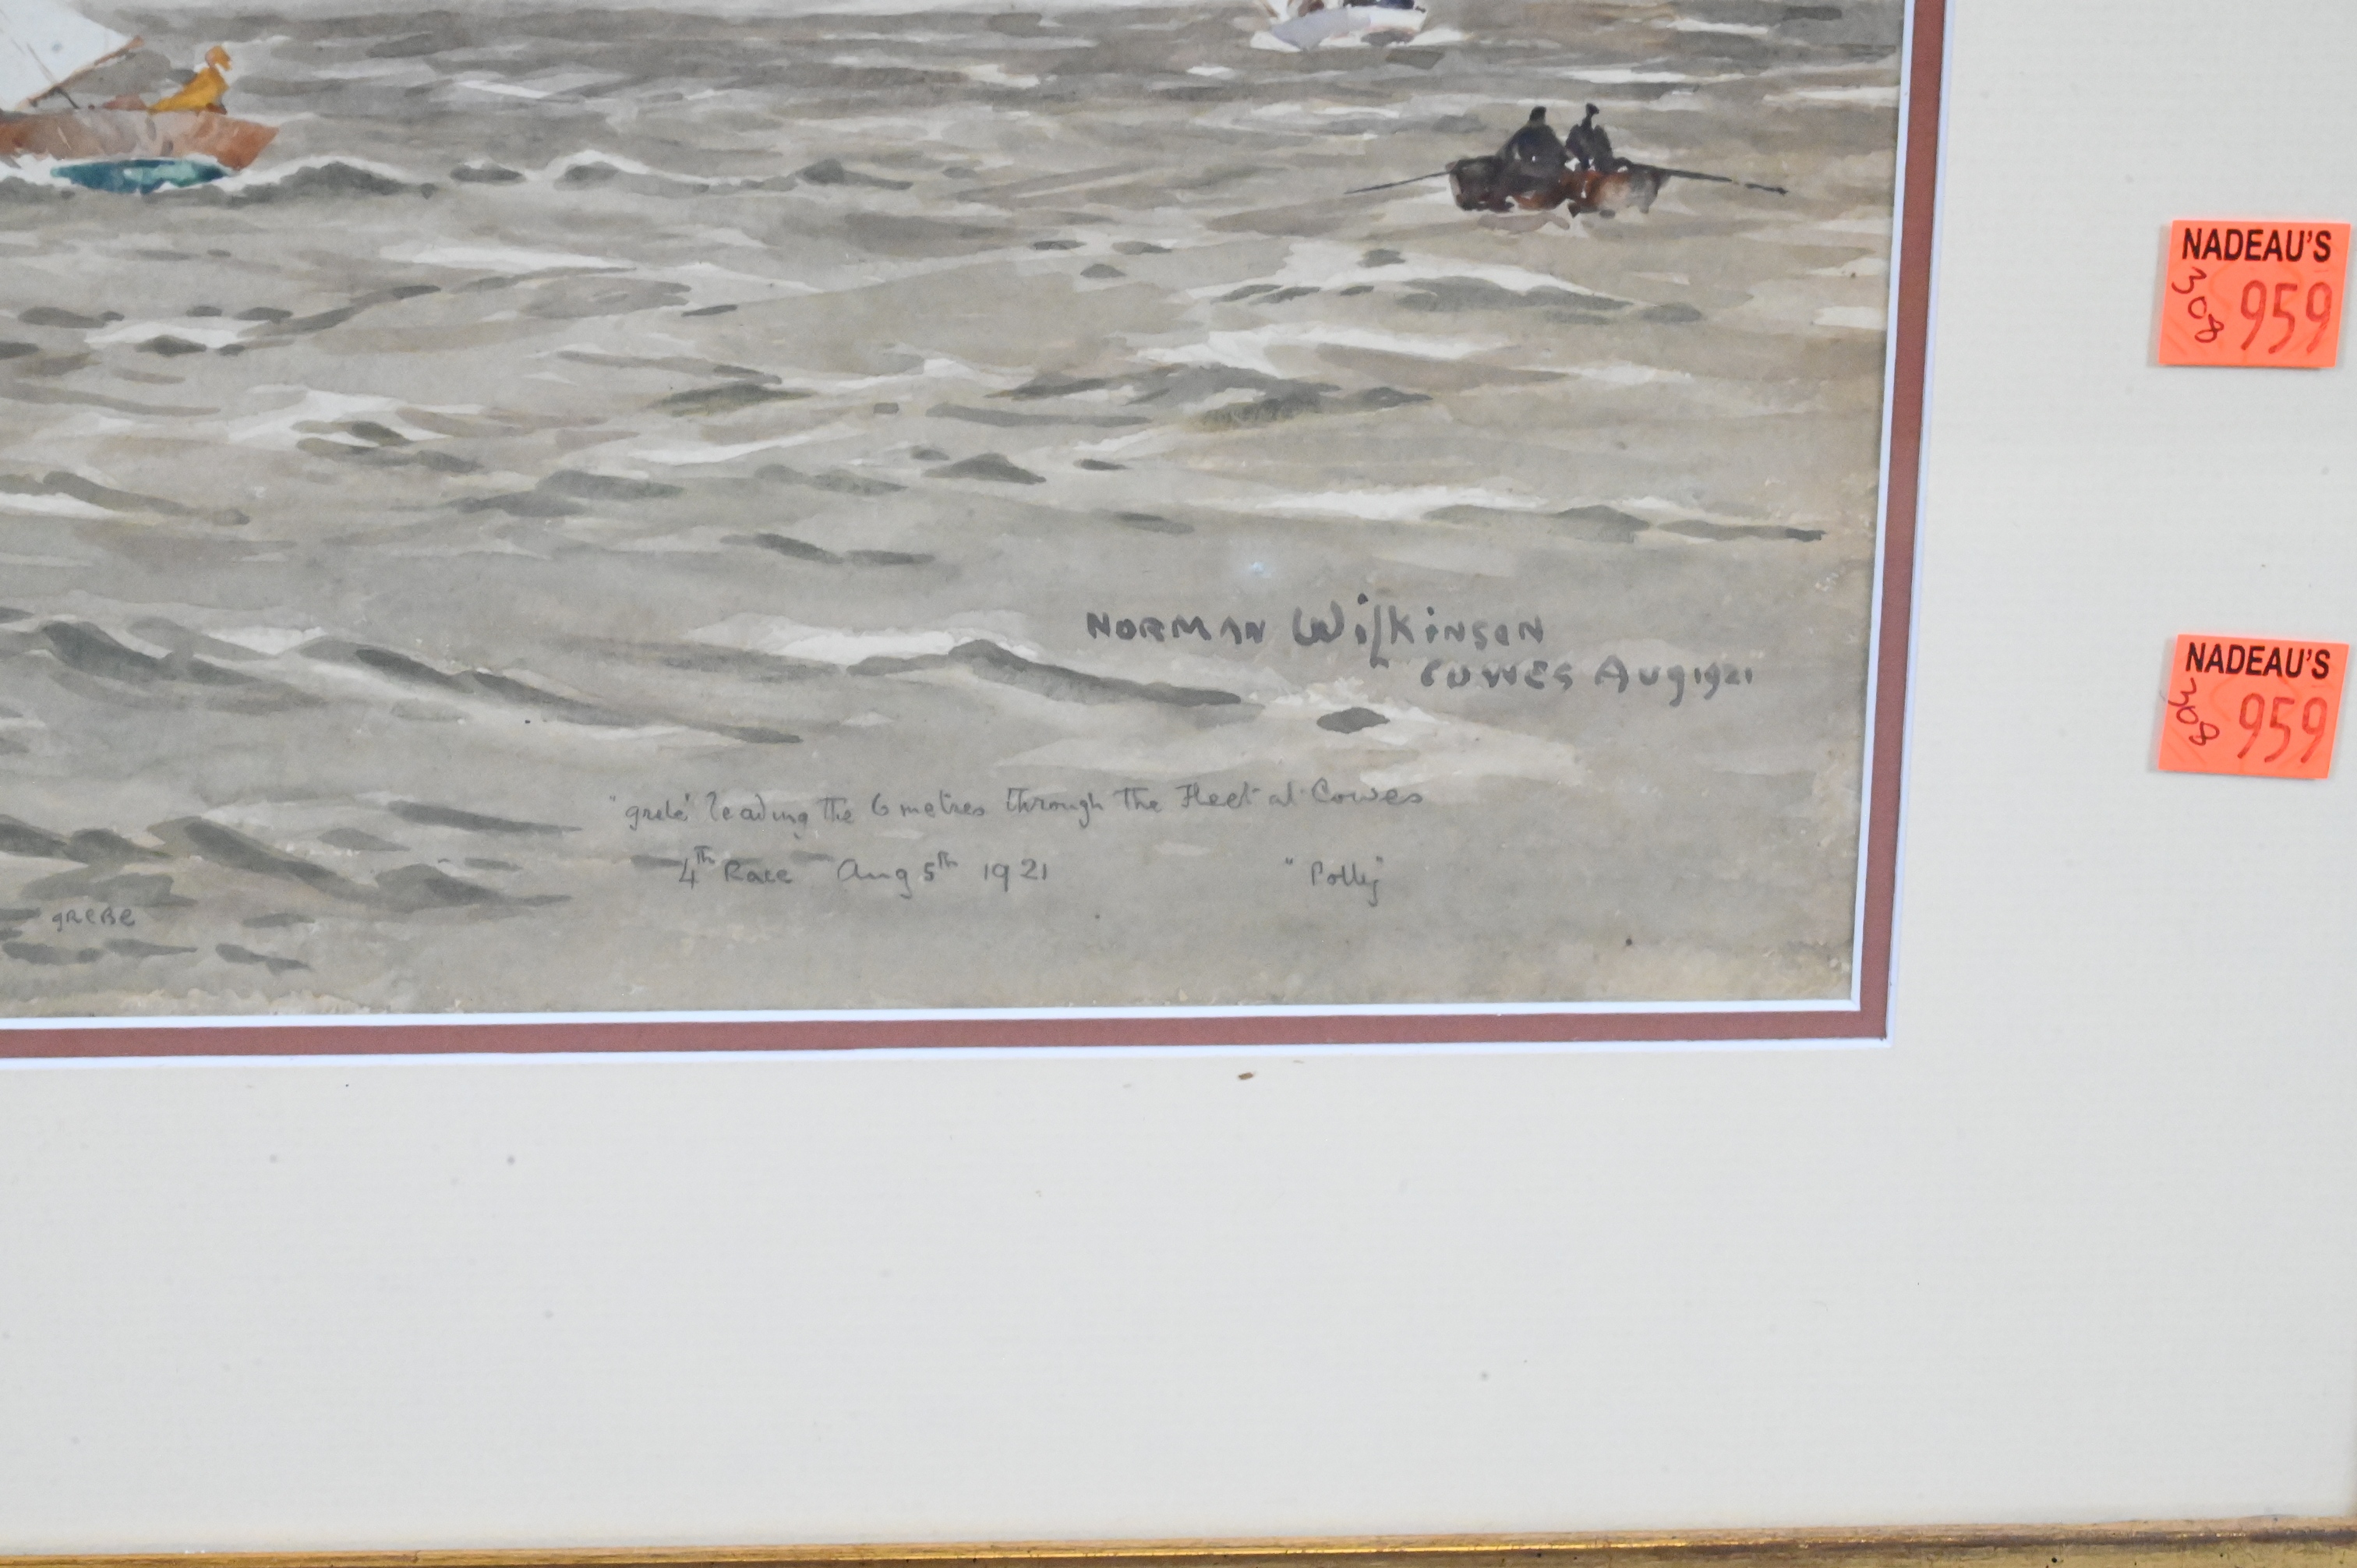 NORMAN WilKinson
COWES Aug 1921
"grebe" leading the 6 metres through the Fleet at Cowes
4th Race Aug 5th 1921 "Polly"
GREBE
NADEAU'S
308 959
NADEAU'S
308 959